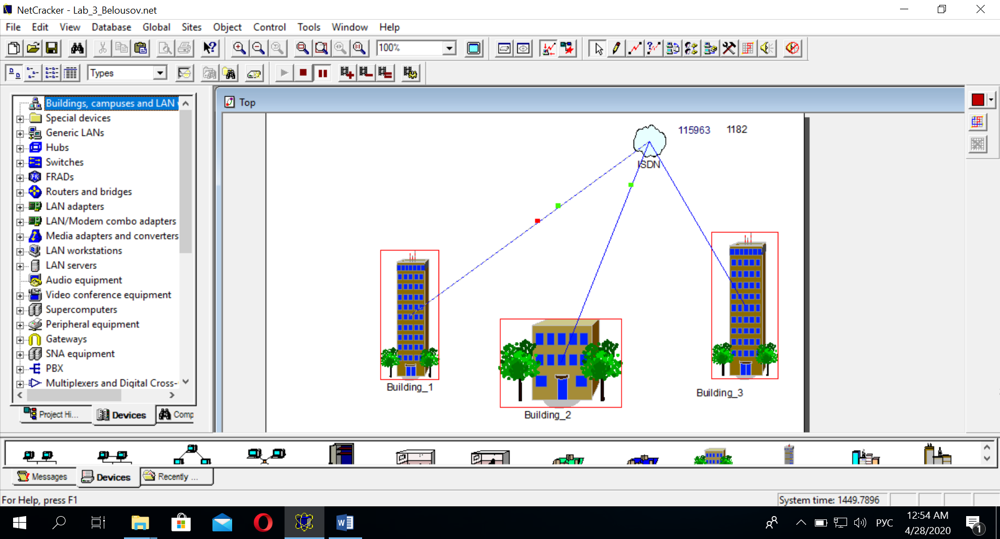 NetCracker - Lab_3_Belousov.net
File Edit View Database Global Sites Object Control Tools Window Help
100%
Types
Buildings, campuses and LAN
Special devices
Generic LANs
Hubs
Switches
FRADs
Routers and bridges
LAN adapters
LAN/Modem combo adapters
Media adapters and converters
LAN workstations
LAN servers
Audio equipment
Video conference equipment
Supercomputers
Peripheral equipment
Gateways
SNA equipment
PBX
Multiplexers and Digital Cross-
Project Hi... Devices Comp
Top
115963 1182
ISDN
Building_1
Building_2
Building_3
Messages Devices Recently ...
For Help, press F1
System time: 1449.7896
РУС
12:54 AM
4/28/2020
1